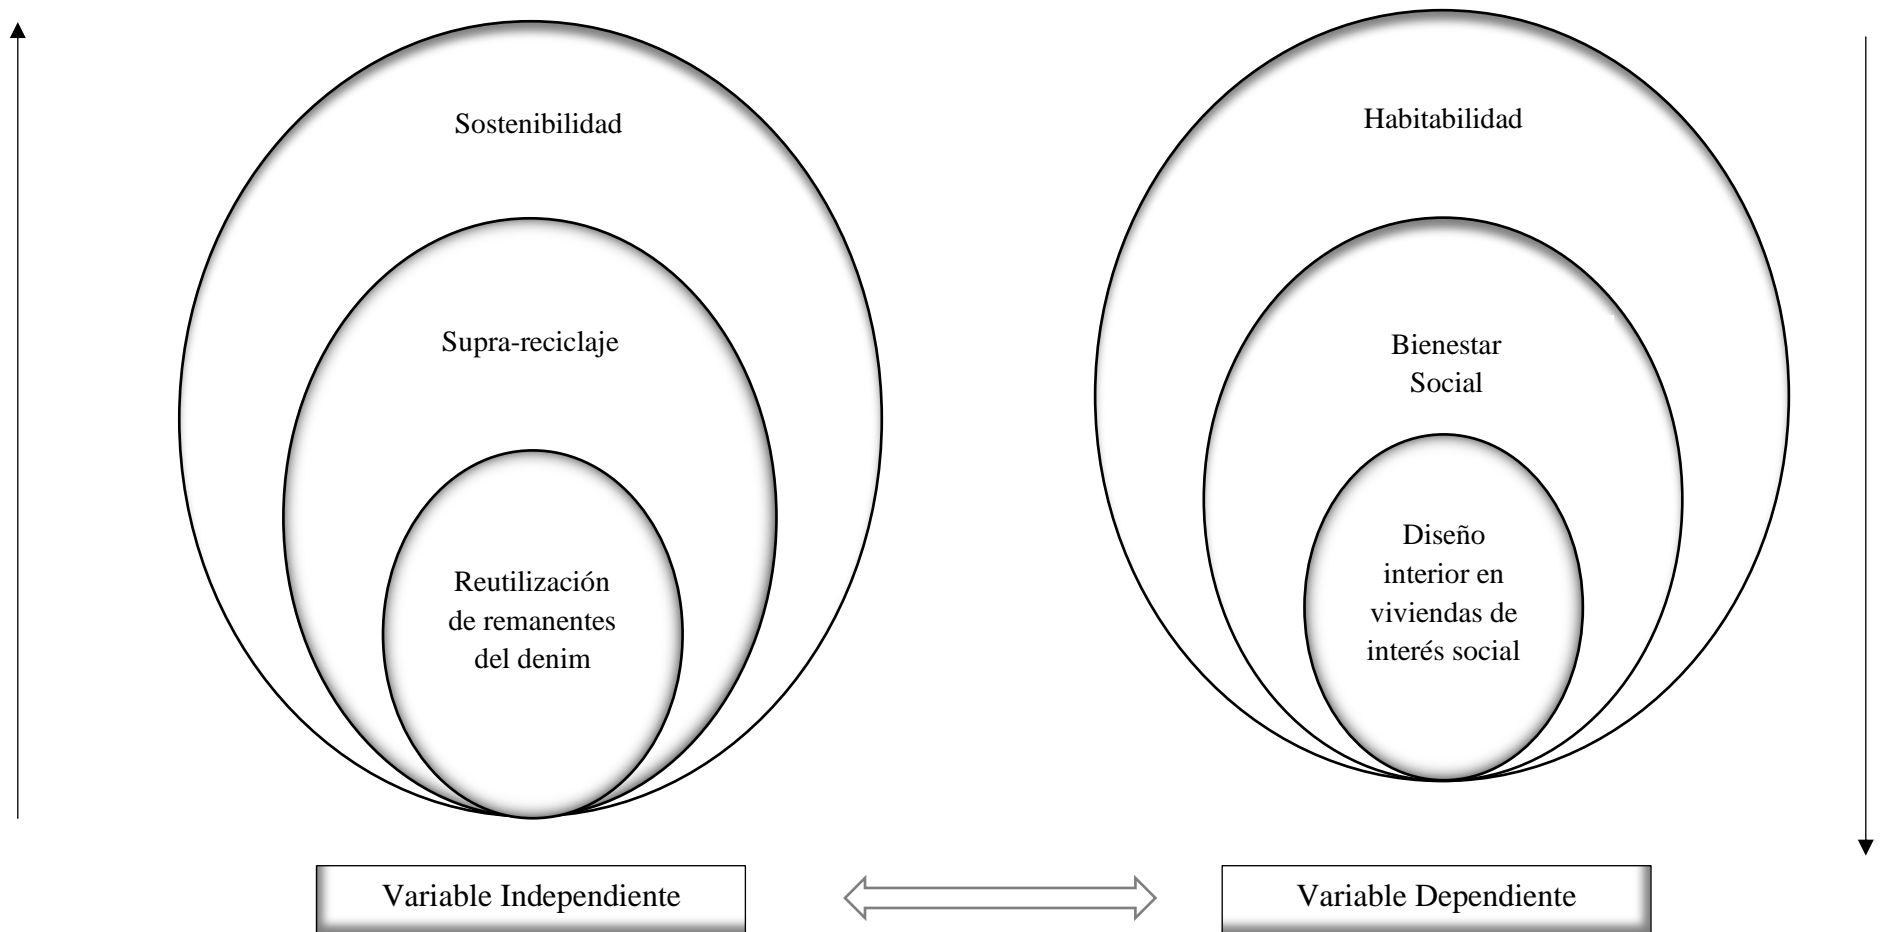 Sostenibilidad
Supra-reciclaje
Reutilización
de remanentes
del denim
Variable Independiente
Habitabilidad
Bienestar
Social
Diseño
interior en
viviendas de
interés social
Variable Dependiente